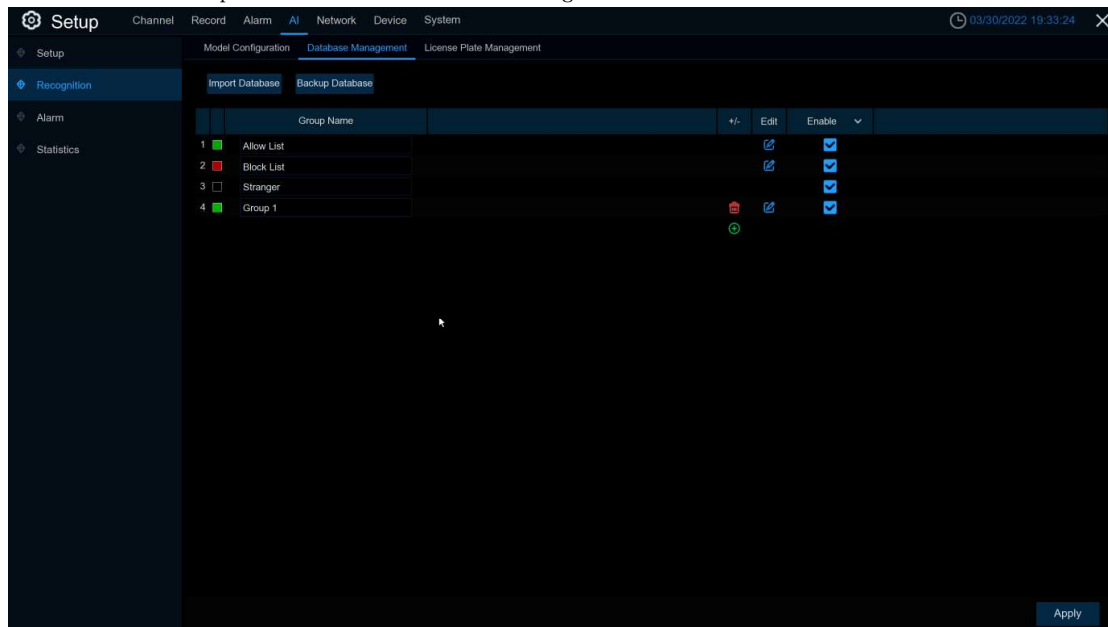 Setup Channel Record Alarm AI Network Device System 03/30/2022 19:33:24
Setup Model Configuration Database Management License Plate Management
Recognition Import Database Backup Database
Alarm Group Name +/- Edit Enable
Statistics 1 Allow List
2 Block List
3 Stranger
4 Group 1
Apply